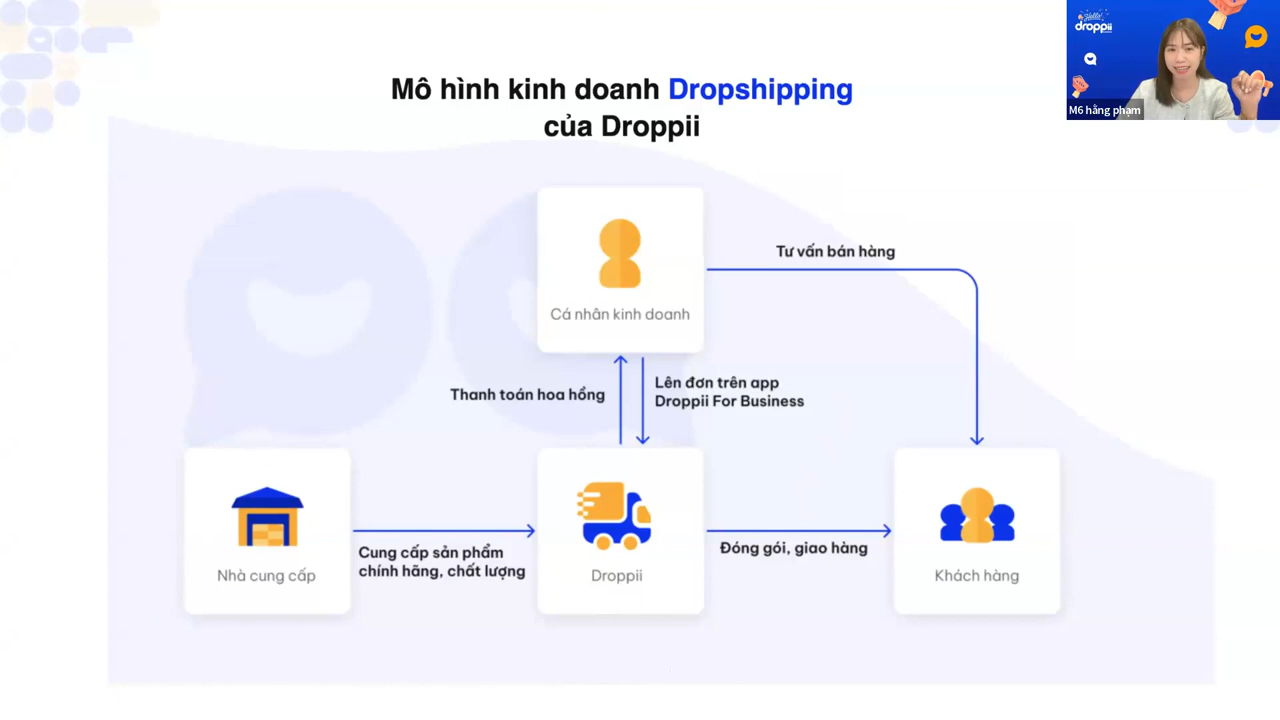 Mô hình kinh doanh Dropshipping
của Droppii
Hello!
droppii
M6 hằng phạm
Cá nhân kinh doanh
Tư vấn bán hàng
Thanh toán hoa hồng
Lên đơn trên app
Droppii For Business
Nhà cung cấp
Cung cấp sản phẩm
chính hãng, chất lượng
Droppii
Đóng gói, giao hàng
Khách hàng